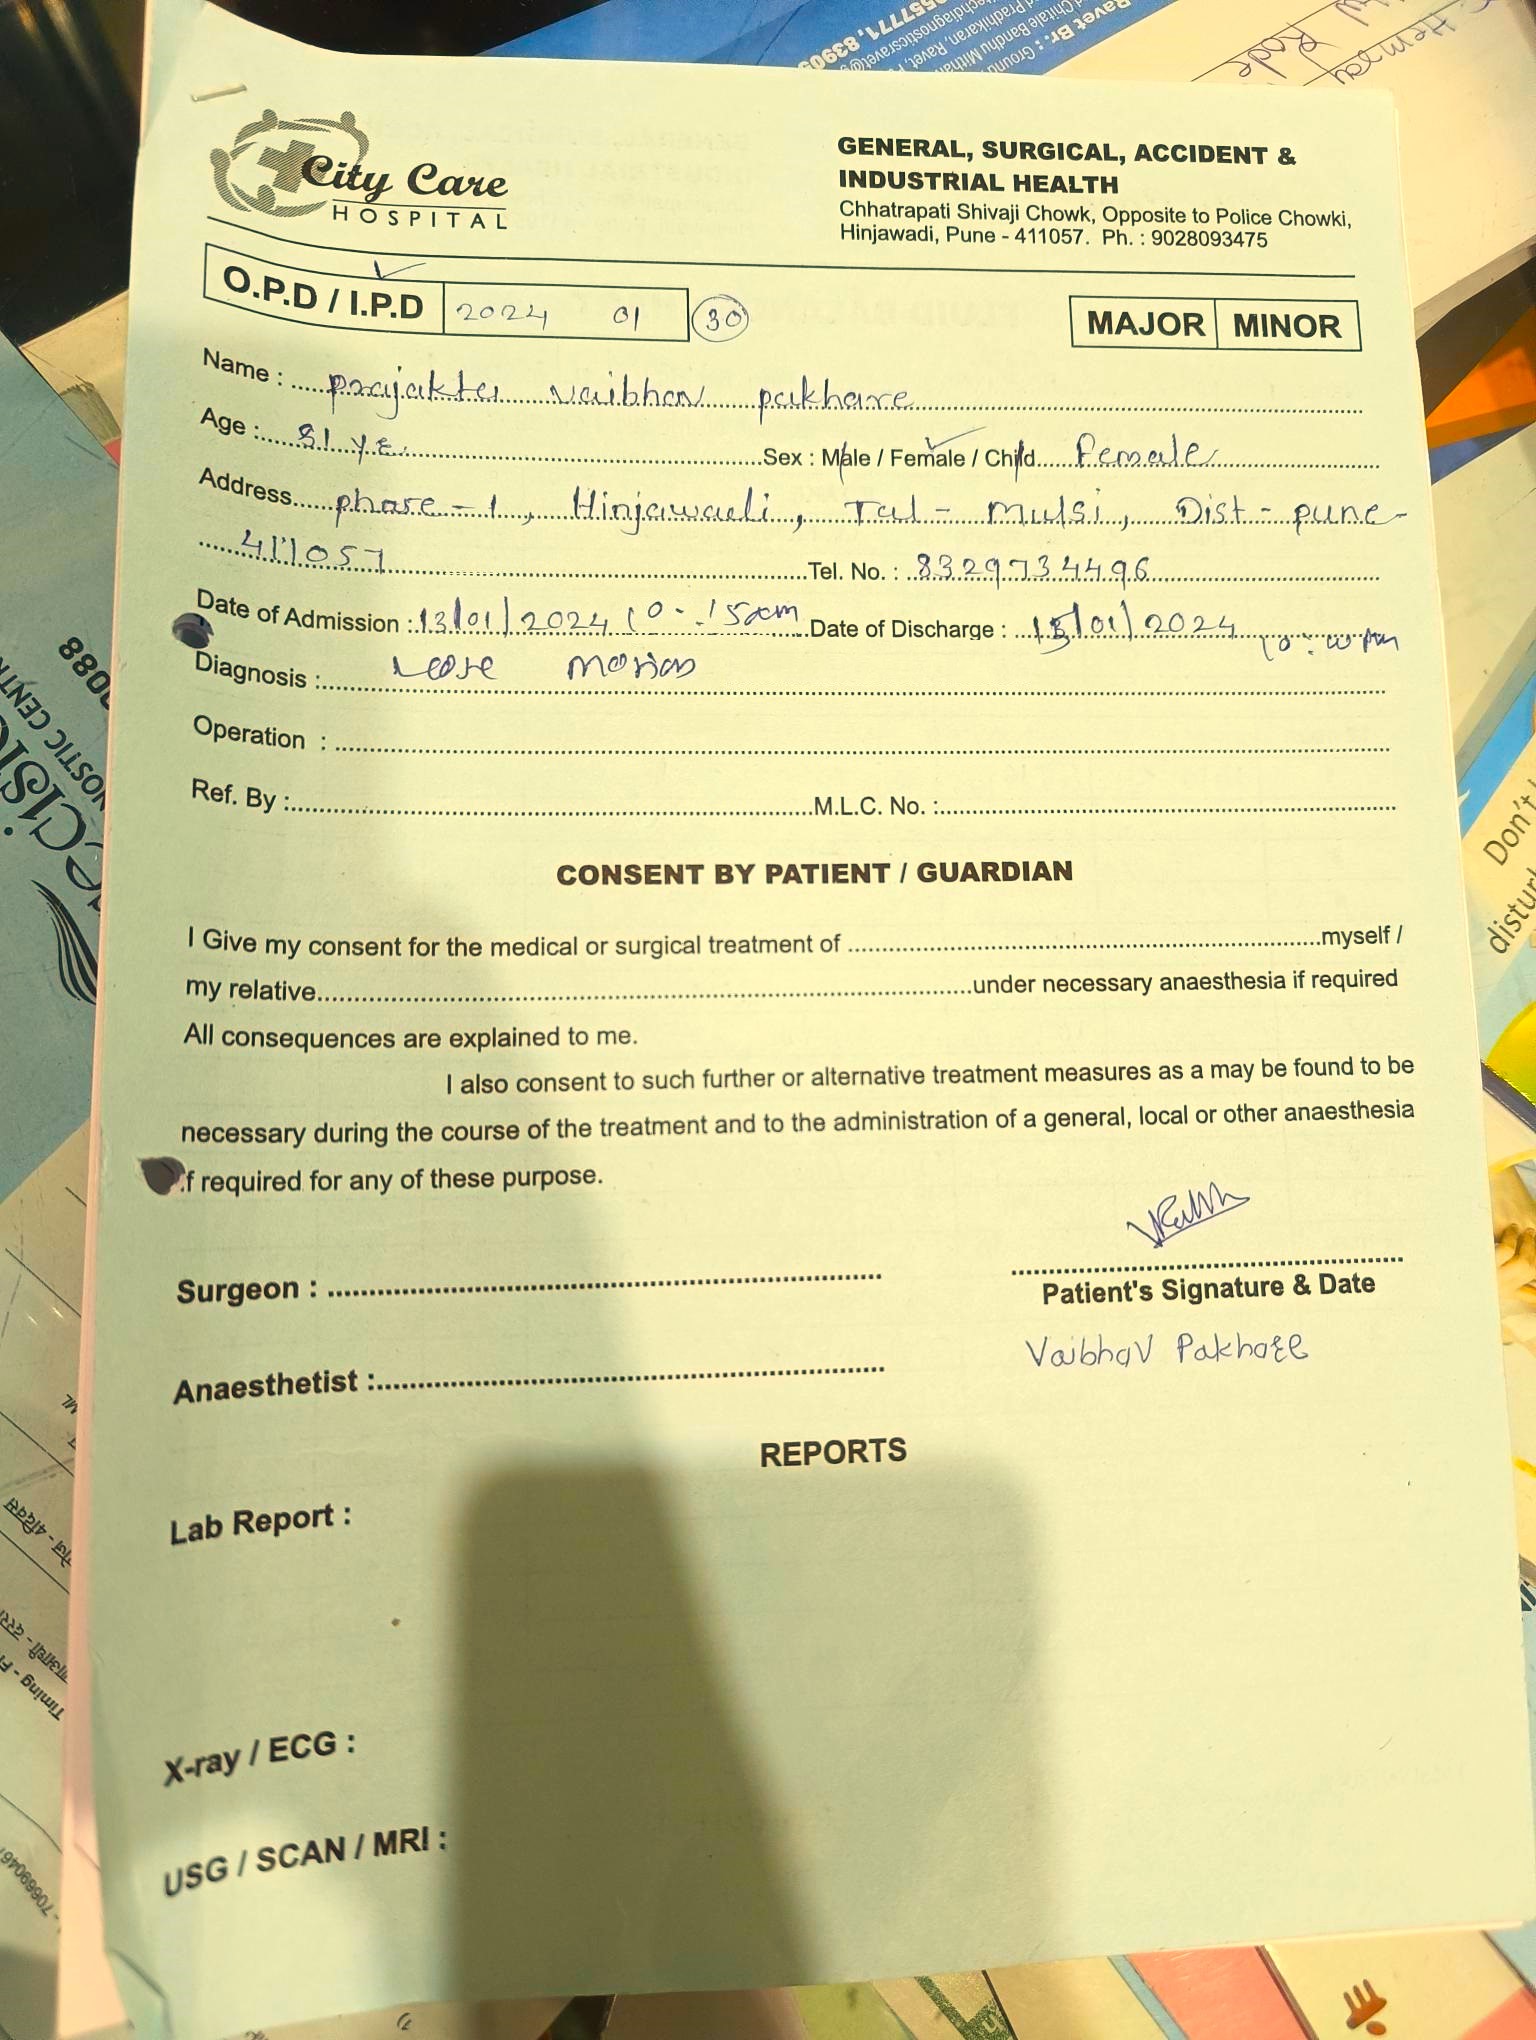 City Care
HOSPITAL
GENERAL, SURGICAL, ACCIDENT &
INDUSTRIAL HEALTH
Chhatrapati Shivaji Chowk, Opposite to Police Chowki,
Hinjawadi, Pune - 411057. Ph. : 9028093475
O.P.D / I.P.D 2024 01 30
MAJOR MINOR
Name : prajakta vaibhav pakhare
Age : 31 yr. Sex : Male / Female / Child Female
Address phase-1, Hinjawadi, Tal- Mulsi, Dist- pune-
411057 Tel. No. : 8329734496
Date of Admission : 13/01/2024 10:15am Date of Discharge : 15/01/2024
Diagnosis : Loose motion
Operation :
Ref. By : M.L.C. No. :
CONSENT BY PATIENT / GUARDIAN
I Give my consent for the medical or surgical treatment of myself /
my relative under necessary anaesthesia if required
All consequences are explained to me.
I also consent to such further or alternative treatment measures as a may be found to be
necessary during the course of the treatment and to the administration of a general, local or other anaesthesia
if required for any of these purpose.
Surgeon :
Patient's Signature & Date
Vaibhav Pakhare
Anaesthetist :
REPORTS
Lab Report :
X-ray / ECG :
USG / SCAN / MRI :
Ravet Br. :
Don't